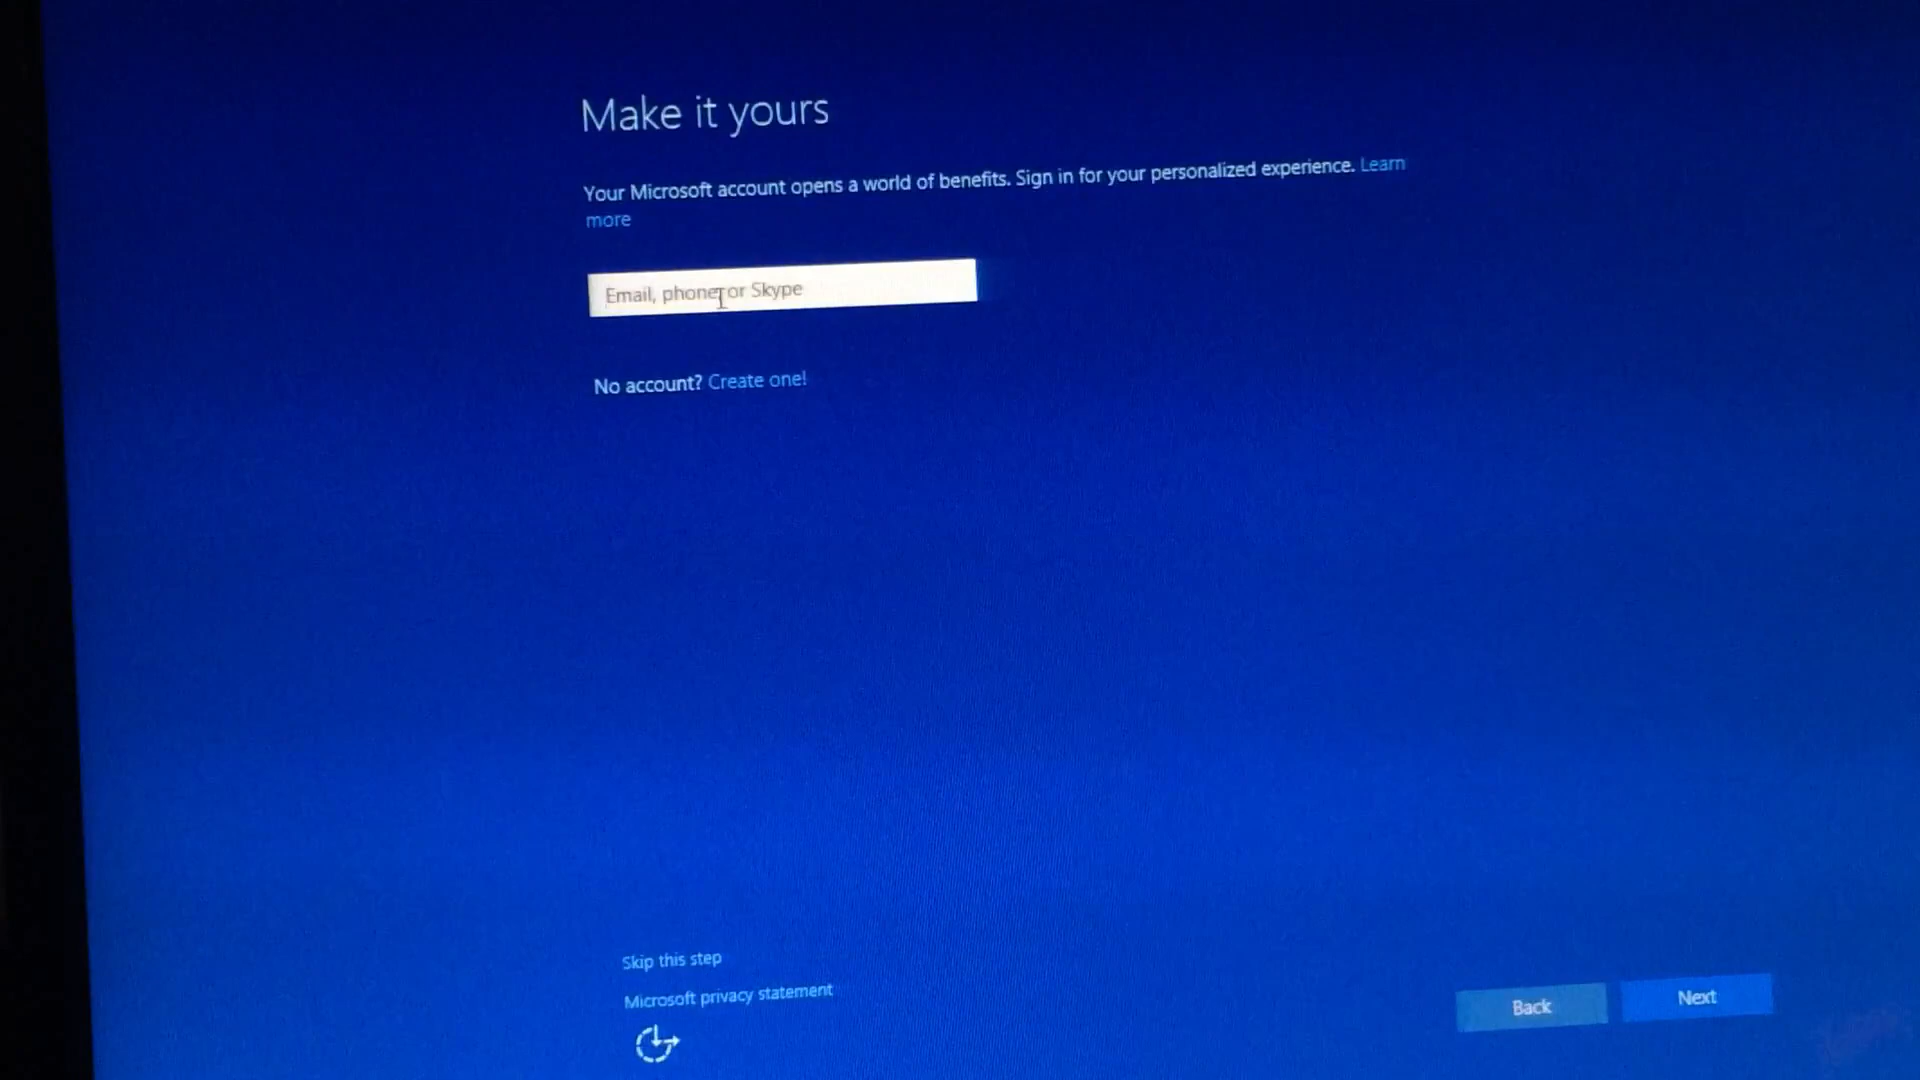 Make it yours
Your Microsoft account opens a world of benefits. Sign in for your personalized experience. Learn
more
Email, phone, or Skype
No account? Create one!
Skip this step
Microsoft privacy statement
Back
Next